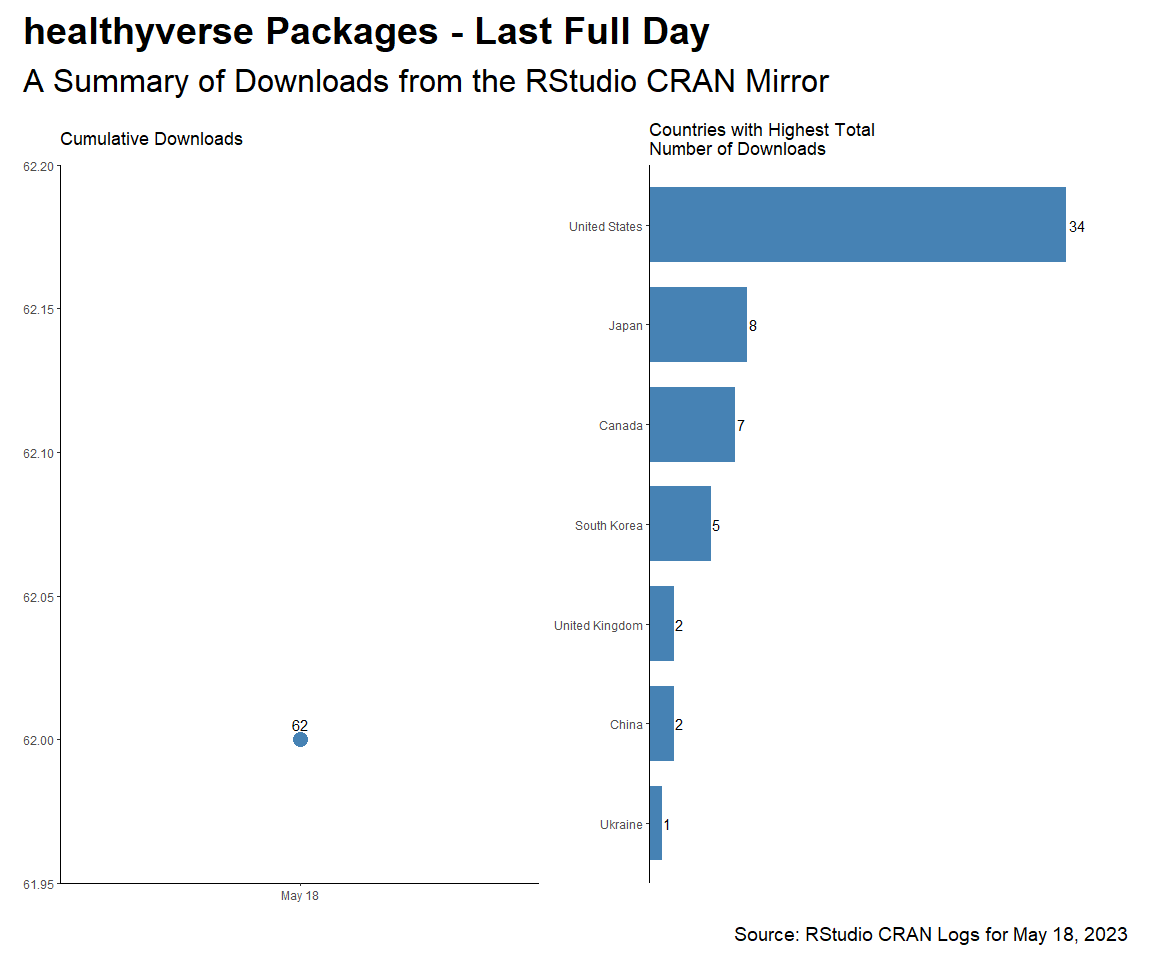 healthyverse Packages - Last Full Day
A Summary of Downloads from the RStudio CRAN Mirror
Cumulative Downloads
62.20
62.15
62.10
62.05
62.00
61.95
62
May 18
Countries with Highest Total
Number of Downloads
United States 34
Japan 8
Canada 7
South Korea 5
United Kingdom 2
China 2
Ukraine 1
Source: RStudio CRAN Logs for May 18, 2023